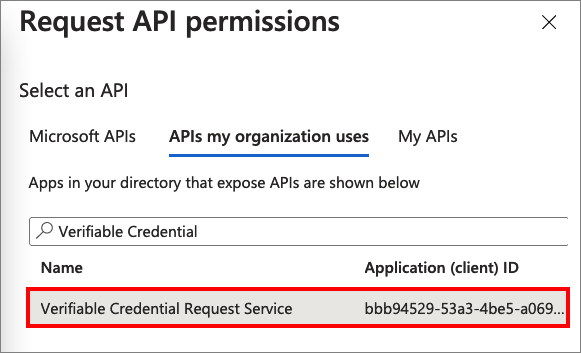 Request API permissions
Select an API
Microsoft APIs APIs my organization uses My APIs
Apps in your directory that expose APIs are shown below
Verifiable Credential
Name Application (client) ID
Verifiable Credential Request Service bbb94529-53a3-4be5-a069...